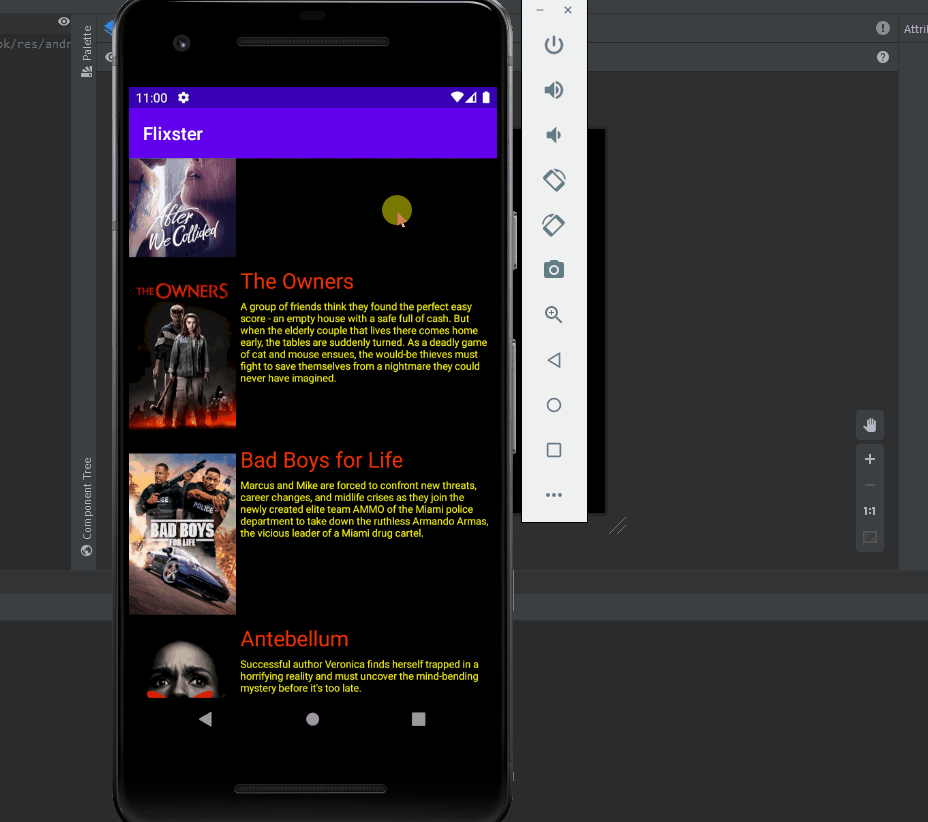 ok/res/andr
Palette
Attri
11:00
Flixster
After
We Collided
THE OWNERS
The Owners
A group of friends think they found the perfect easy
score - an empty house with a safe full of cash. But
when the elderly couple that lives there comes home
early, the tables are suddenly turned. As a deadly game
of cat and mouse ensues, the would-be thieves must
fight to save themselves from a nightmare they could
never have imagined.
POLICE
BAD BOYS
FOR LIFE
Bad Boys for Life
Marcus and Mike are forced to confront new threats,
career changes, and midlife crises as they join the
newly created elite team AMMO of the Miami police
department to take down the ruthless Armando Armas,
the vicious leader of a Miami drug cartel.
Antebellum
Successful author Veronica finds herself trapped in a
horrifying reality and must uncover the mind-bending
mystery before it's too late.
Component Tree
1:1